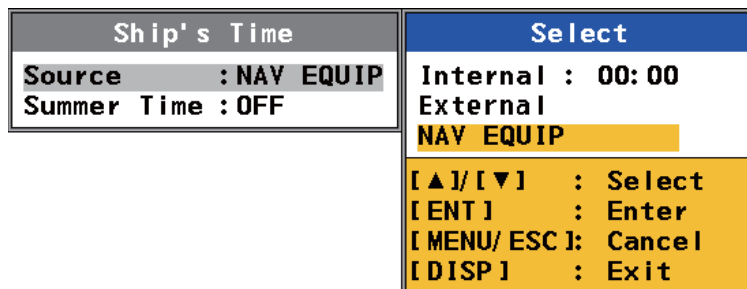 Ship's Time
Source : NAV EQUIP
Summer Time : OFF
Select
Internal : 00:00
External
NAV EQUIP
[▲]/[▼] : Select
[ENT] : Enter
[MENU/ESC]: Cancel
[DISP] : Exit